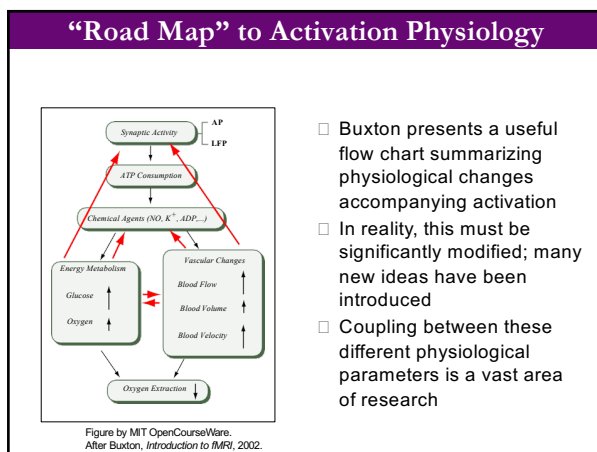 “Road Map” to Activation Physiology
AP
Synaptic Activity
LFP
ATP Consumption
Chemical Agents (NO, K+, ADP,...)
Energy Metabolism
Glucose
Oxygen
Vascular Changes
Blood Flow
Blood Volume
Blood Velocity
Oxygen Extraction
Figure by MIT OpenCourseWare.
After Buxton, Introduction to fMRI, 2002.
Buxton presents a useful
flow chart summarizing
physiological changes
accompanying activation
In reality, this must be
significantly modified; many
new ideas have been
introduced
Coupling between these
different physiological
parameters is a vast area
of research